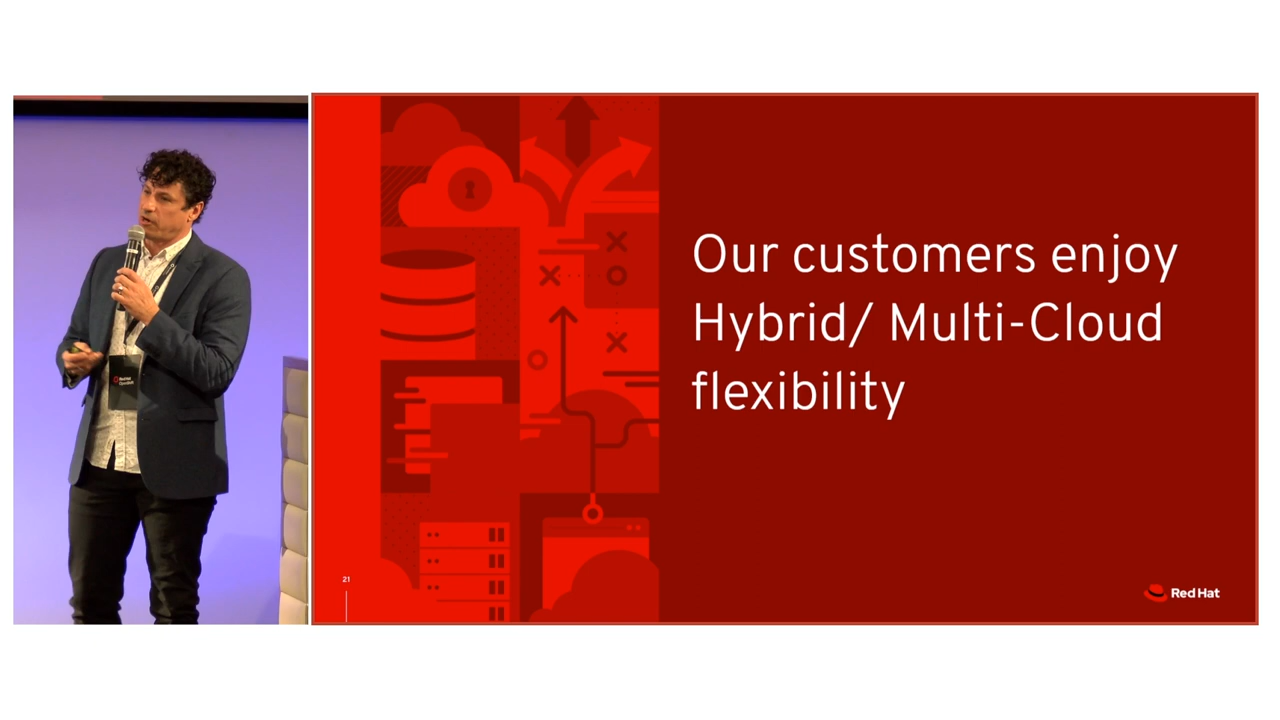 Our customers enjoy
Hybrid/ Multi-Cloud
flexibility
21
Red Hat